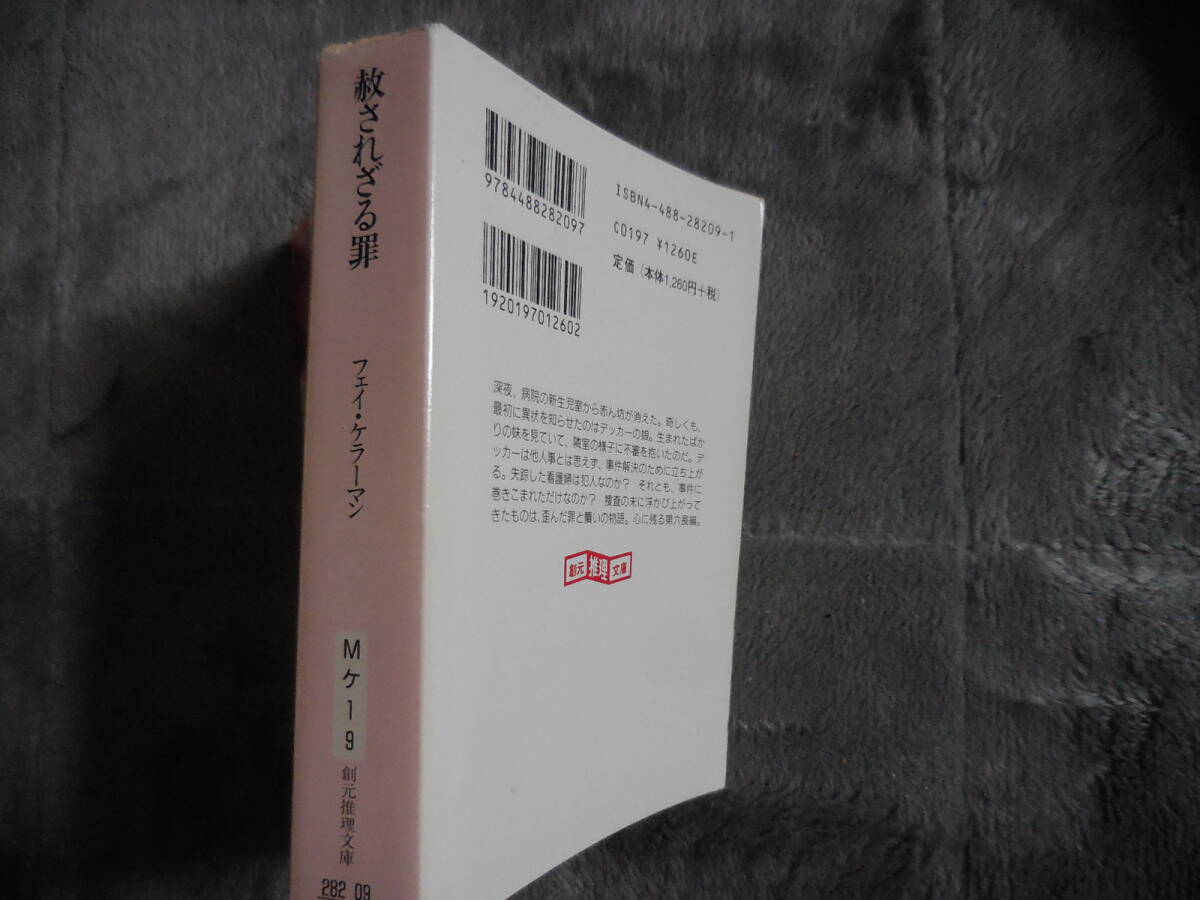 赦されざる罪
フェイ・ケラーマン
Mケ19
創元推理文庫
282 09
9784488282097
1920197012602
ISBN4-488-28209-1
C0197 ¥1260E
定価(本体1,260円+税)
深夜、病院の新生児室から赤ん坊が消えた。奇しくも、
最初に異状を知らせたのはデッカーの娘。生まれたばか
りの妹を見ていて、隣室の様子に不審を抱いたのだ。デ
ッカーは他人事とは思えず、事件解決のために立ち上が
る。失踪した看護婦は犯人なのか? それとも、事件に
巻きこまれただけなのか? 捜査の末に浮かび上がって
きたものは、歪んだ罪と贖いの物語。心に残る第六長編。
創元 推理 文庫